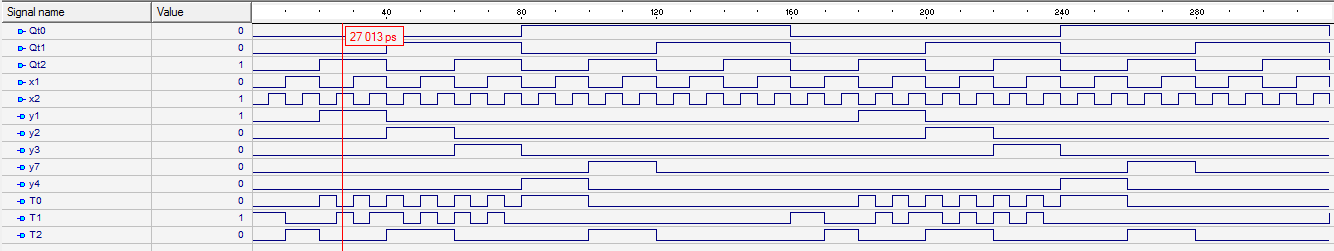 Signal name Value 40 80 120 160 200 240 280
Qt0 0
27 013 ps
Qt1 0
Qt2 1
x1 0
x2 1
y1 1
y2 0
y3 0
y7 0
y4 0
T0 0
T1 1
T2 0